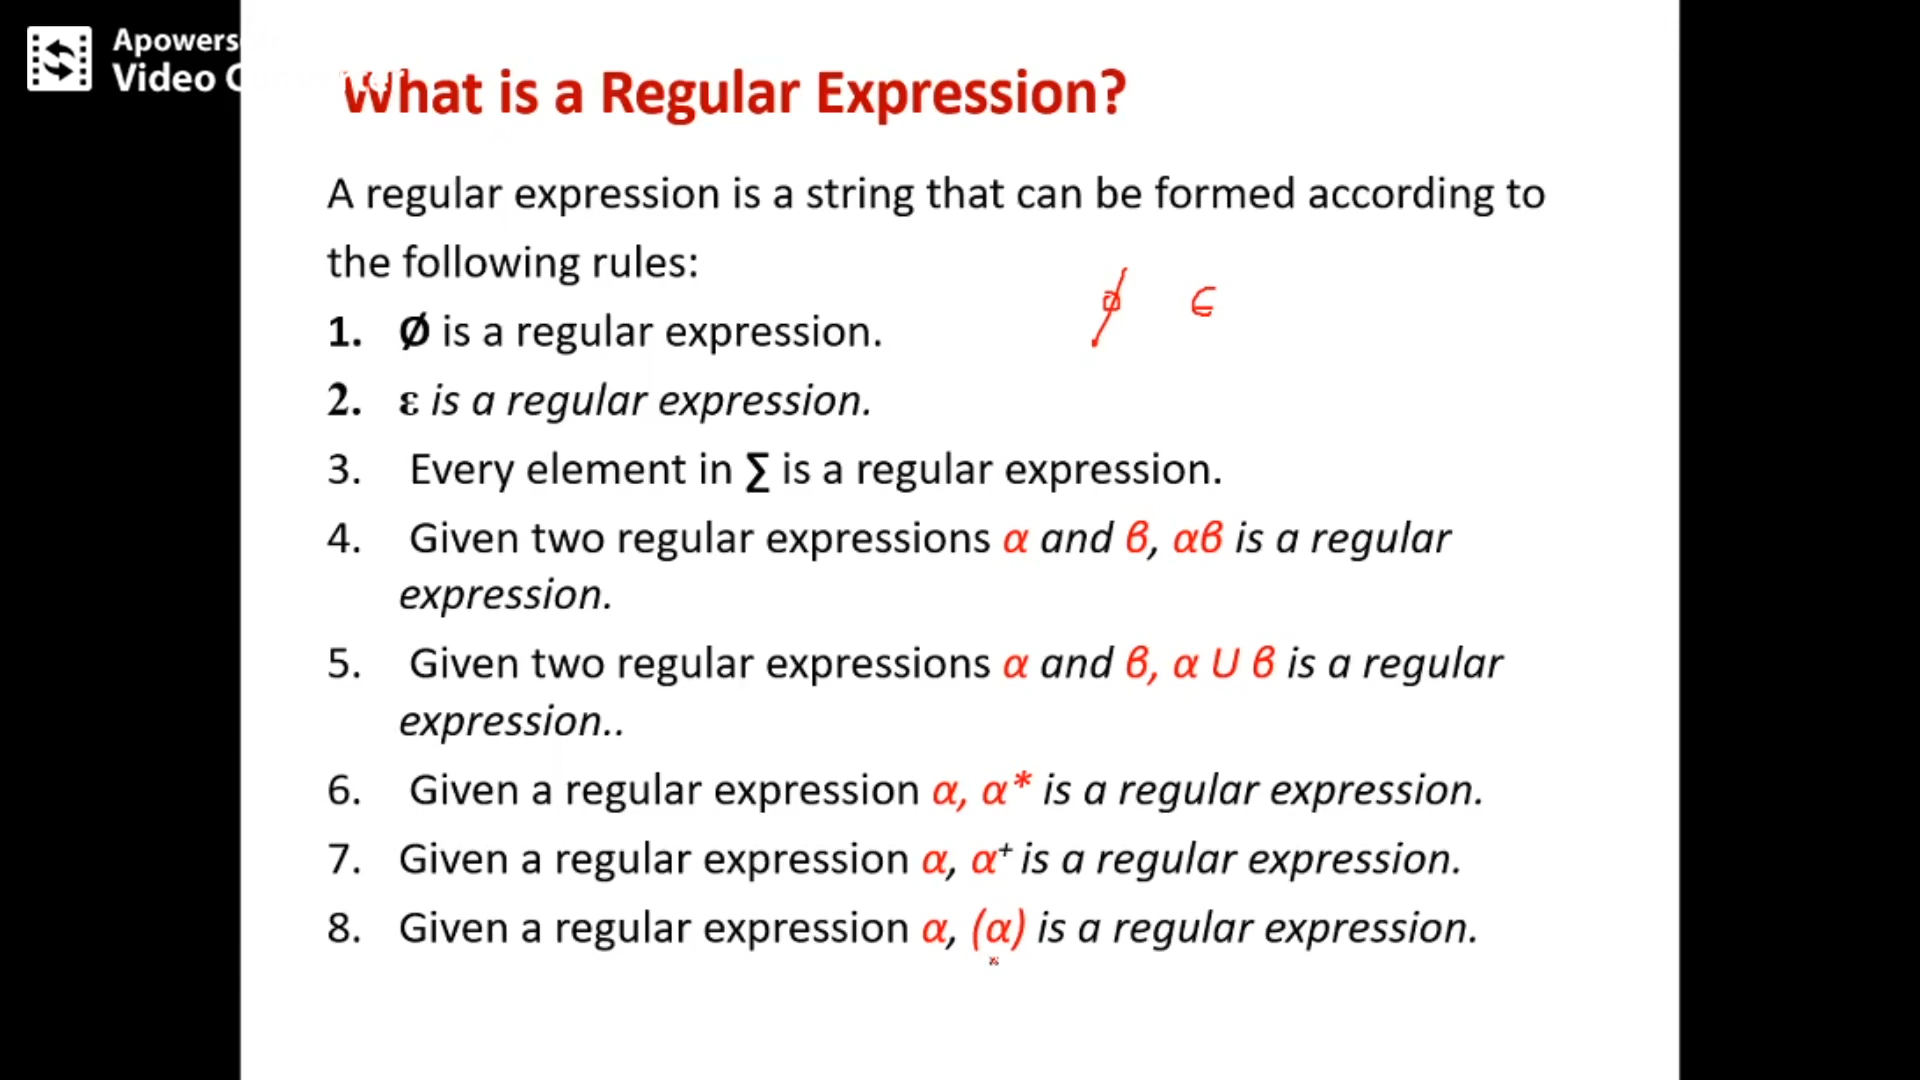 Apowersoft
Video Converter
What is a Regular Expression?
A regular expression is a string that can be formed according to
the following rules:
∅ ϵ
1. Ø is a regular expression.
2. ε is a regular expression.
3. Every element in ∑ is a regular expression.
4. Given two regular expressions α and β, αβ is a regular
expression.
5. Given two regular expressions α and β, α U β is a regular
expression..
6. Given a regular expression α, α* is a regular expression.
7. Given a regular expression α, α⁺ is a regular expression.
8. Given a regular expression α, (α) is a regular expression.